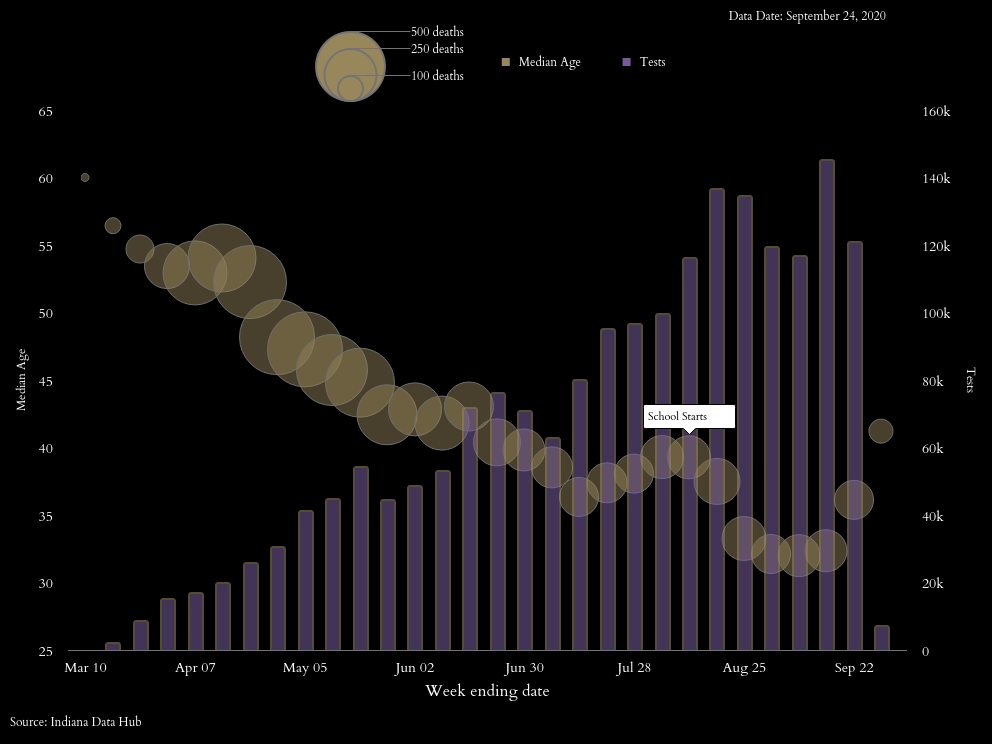 Data Date: September 24, 2020
500 deaths
250 deaths
100 deaths
Median Age
Tests
65
60
55
50
45
40
35
30
25
Median Age
160k
140k
120k
100k
80k
60k
40k
20k
0
Tests
School Starts
Mar 10
Apr 07
May 05
Jun 02
Jun 30
Jul 28
Aug 25
Sep 22
Week ending date
Source: Indiana Data Hub